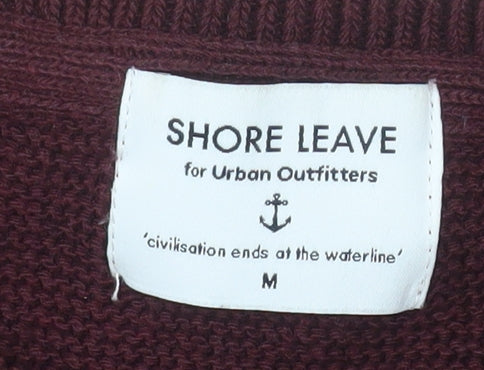 SHORE LEAVE
for Urban Outfitters
'civilisation ends at the waterline'
M